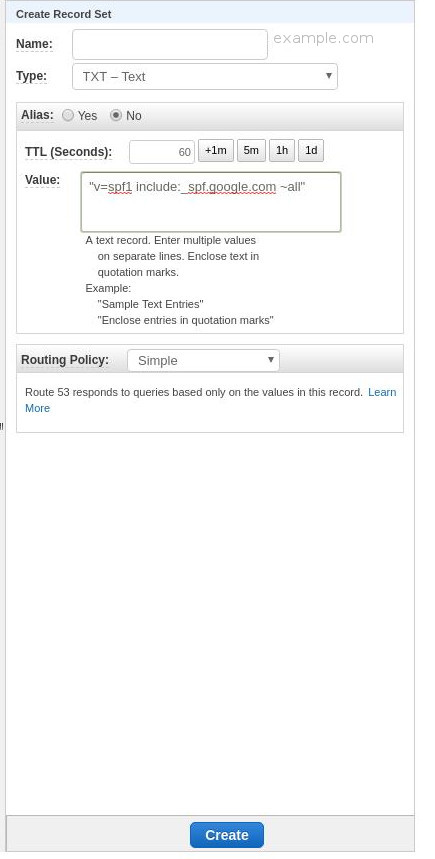 Create Record Set
Name: example.com
Type: TXT – Text
Alias: Yes No
TTL (Seconds): 60 +1m 5m 1h 1d
Value: "v=spf1 include:_spf.google.com ~all"
A text record. Enter multiple values
on separate lines. Enclose text in
quotation marks.
Example:
"Sample Text Entries"
"Enclose entries in quotation marks"
Routing Policy: Simple
Route 53 responds to queries based only on the values in this record. Learn
More
Create